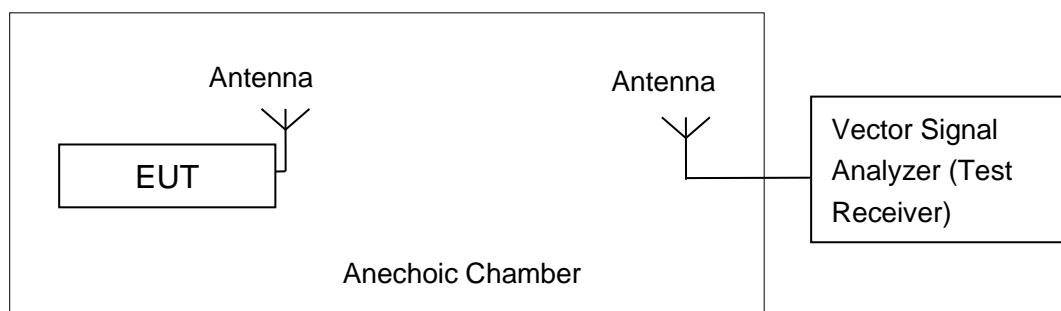 Antenna
Antenna
EUT
Vector Signal
Analyzer (Test
Receiver)
Anechoic Chamber